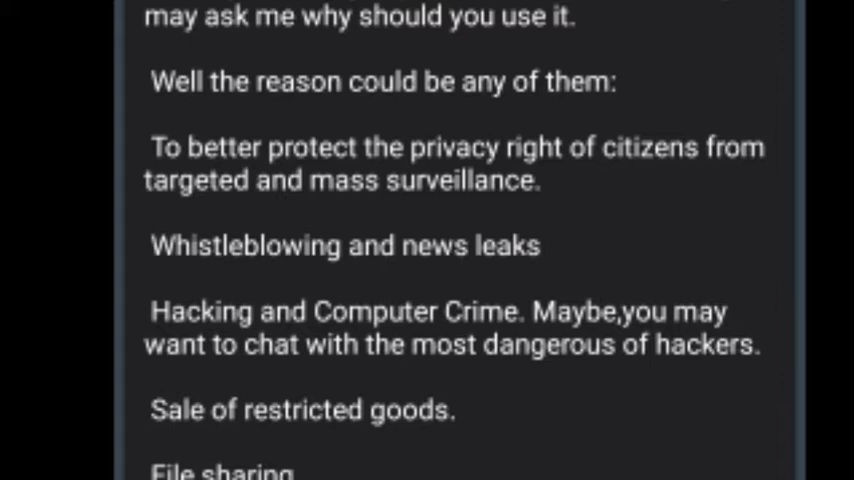 may ask me why should you use it.
Well the reason could be any of them:
To better protect the privacy right of citizens from
targeted and mass surveillance.
Whistleblowing and news leaks
Hacking and Computer Crime. Maybe,you may
want to chat with the most dangerous of hackers.
Sale of restricted goods.
File sharing